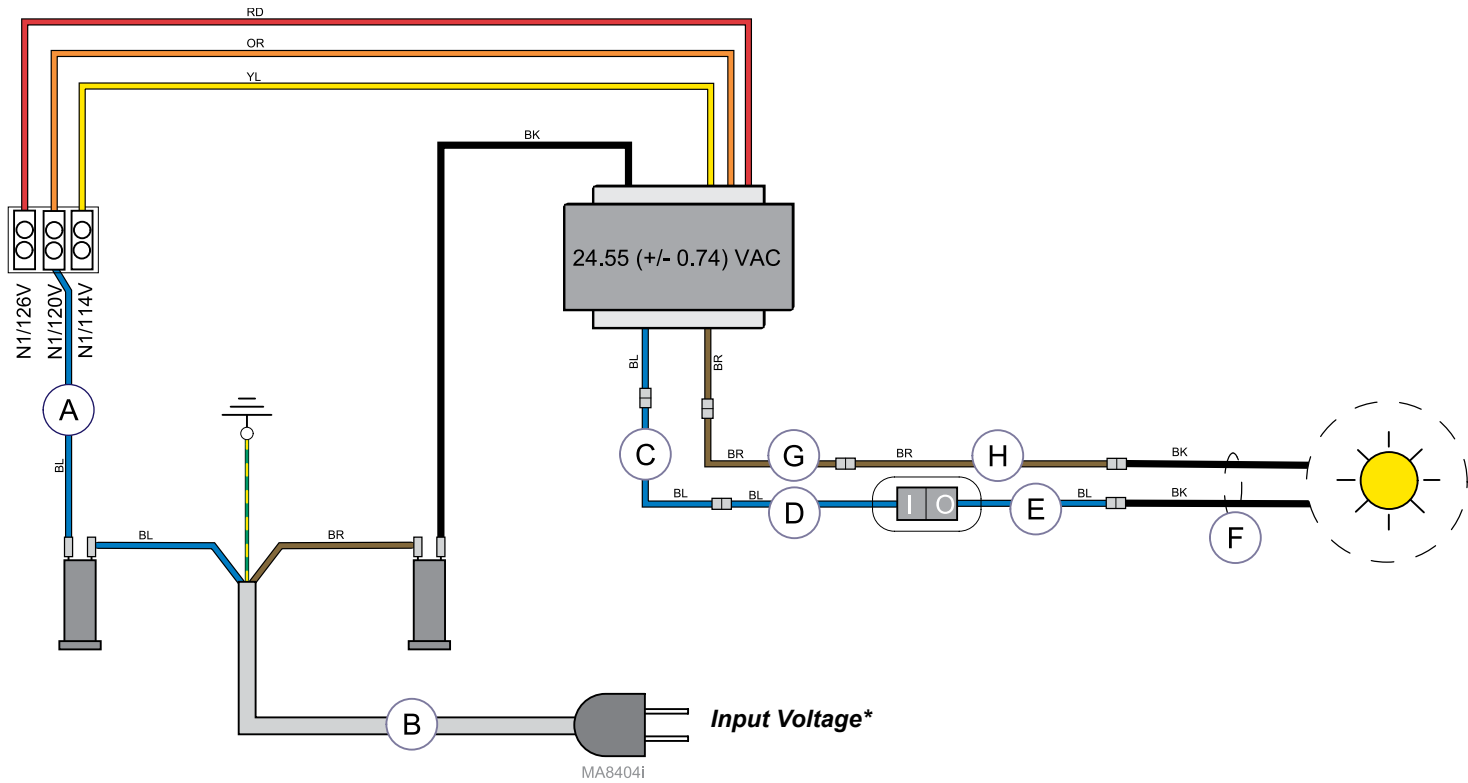 RD
OR
YL
BK
24.55 (+/- 0.74) VAC
N1/126V
N1/120V
N1/114V
BL
BR
A
C
BR
G
BR
H
BK
BL
BL
BL
D
I O
E
BL
BK
F
BL
BR
B
Input Voltage*
MA8404i